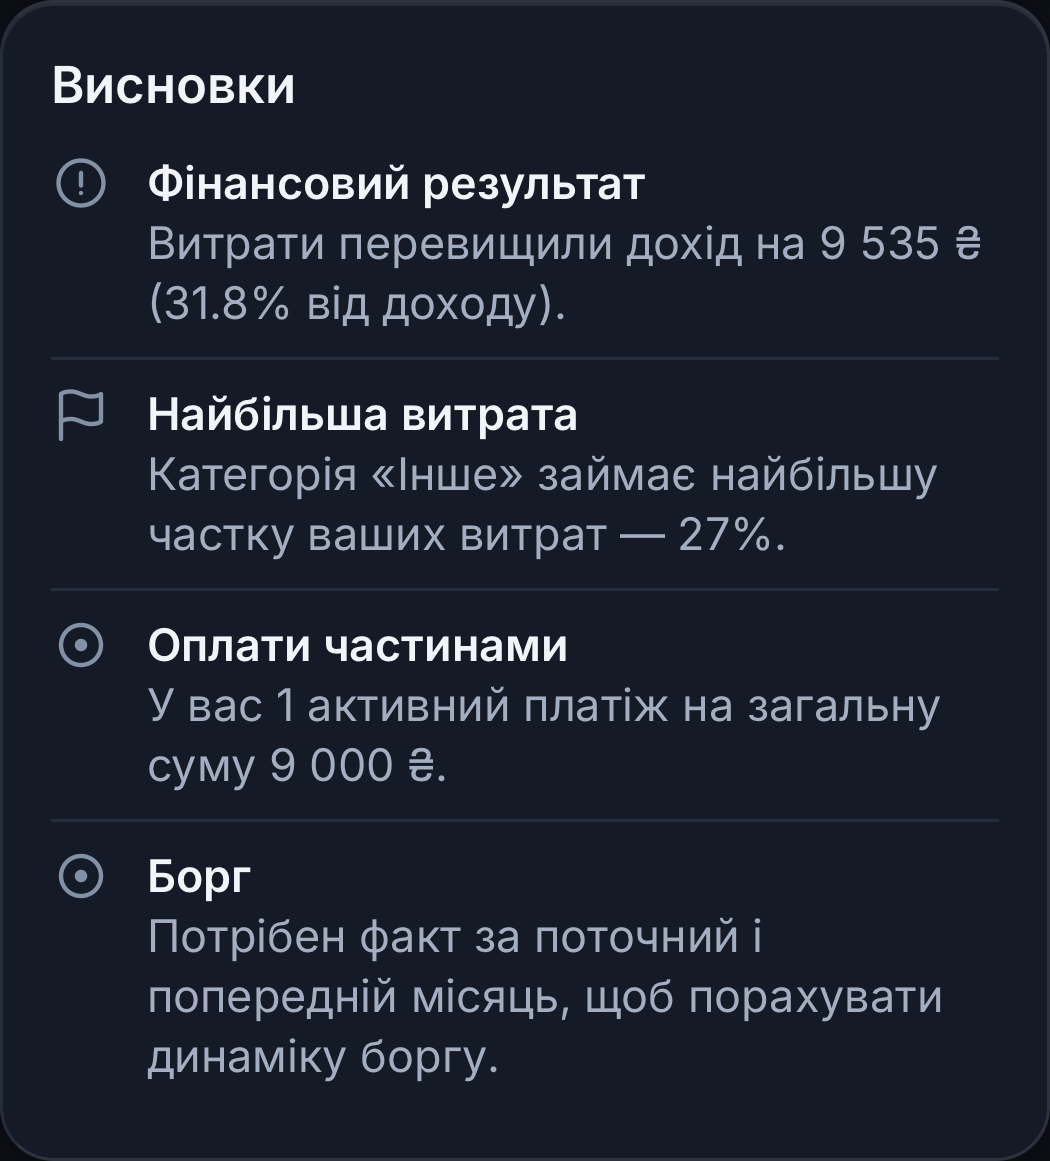 Висновки
Фінансовий результат
Витрати перевищили дохід на 9 535 ₴
(31.8% від доходу).
Найбільша витрата
Категорія «Інше» займає найбільшу
частку ваших витрат — 27%.
Оплати частинами
У вас 1 активний платіж на загальну
суму 9 000 ₴.
Борг
Потрібен факт за поточний і
попередній місяць, щоб порахувати
динаміку боргу.